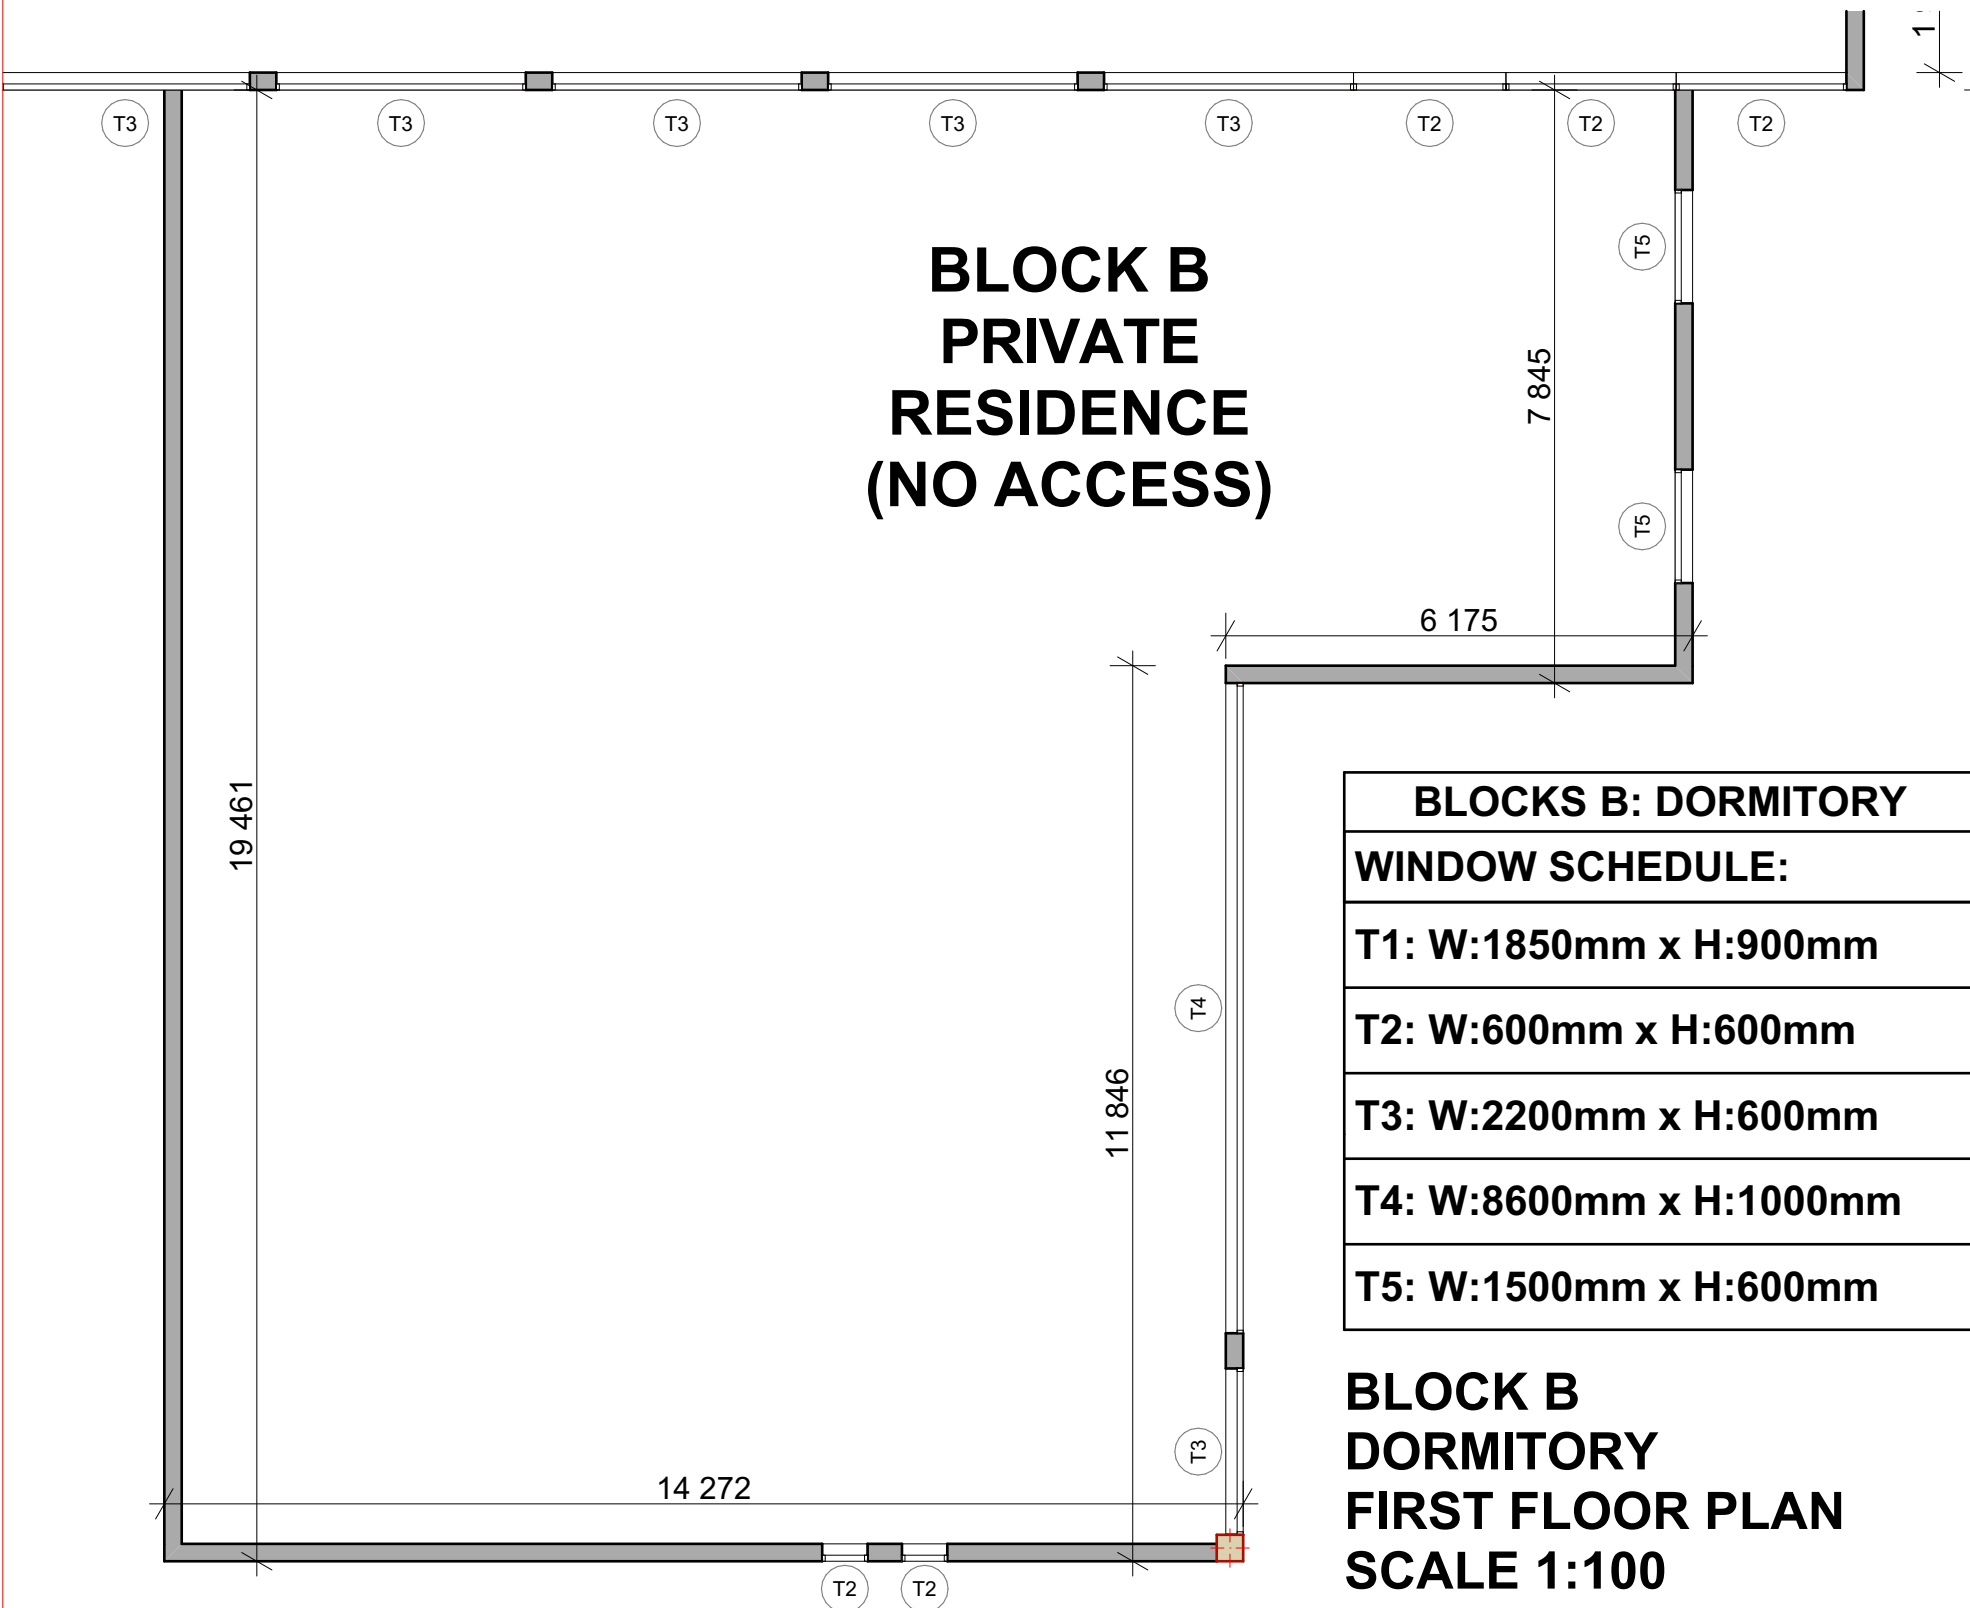 T3
T3
T3
T3
T3
T2
T2
T2
BLOCK B
PRIVATE
RESIDENCE
(NO ACCESS)
T5
T5
7 845
6 175
19 461
11 846
T4
T3
14 272
T2
T2
BLOCKS B: DORMITORY
WINDOW SCHEDULE:
T1: W:1850mm x H:900mm
T2: W:600mm x H:600mm
T3: W:2200mm x H:600mm
T4: W:8600mm x H:1000mm
T5: W:1500mm x H:600mm
BLOCK B
DORMITORY
FIRST FLOOR PLAN
SCALE 1:100